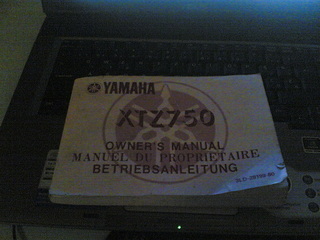 YAMAHA
XTZ750
OWNER'S MANUAL
MANUEL DU PROPRIETAIRE
BETRIEBSANLEITUNG